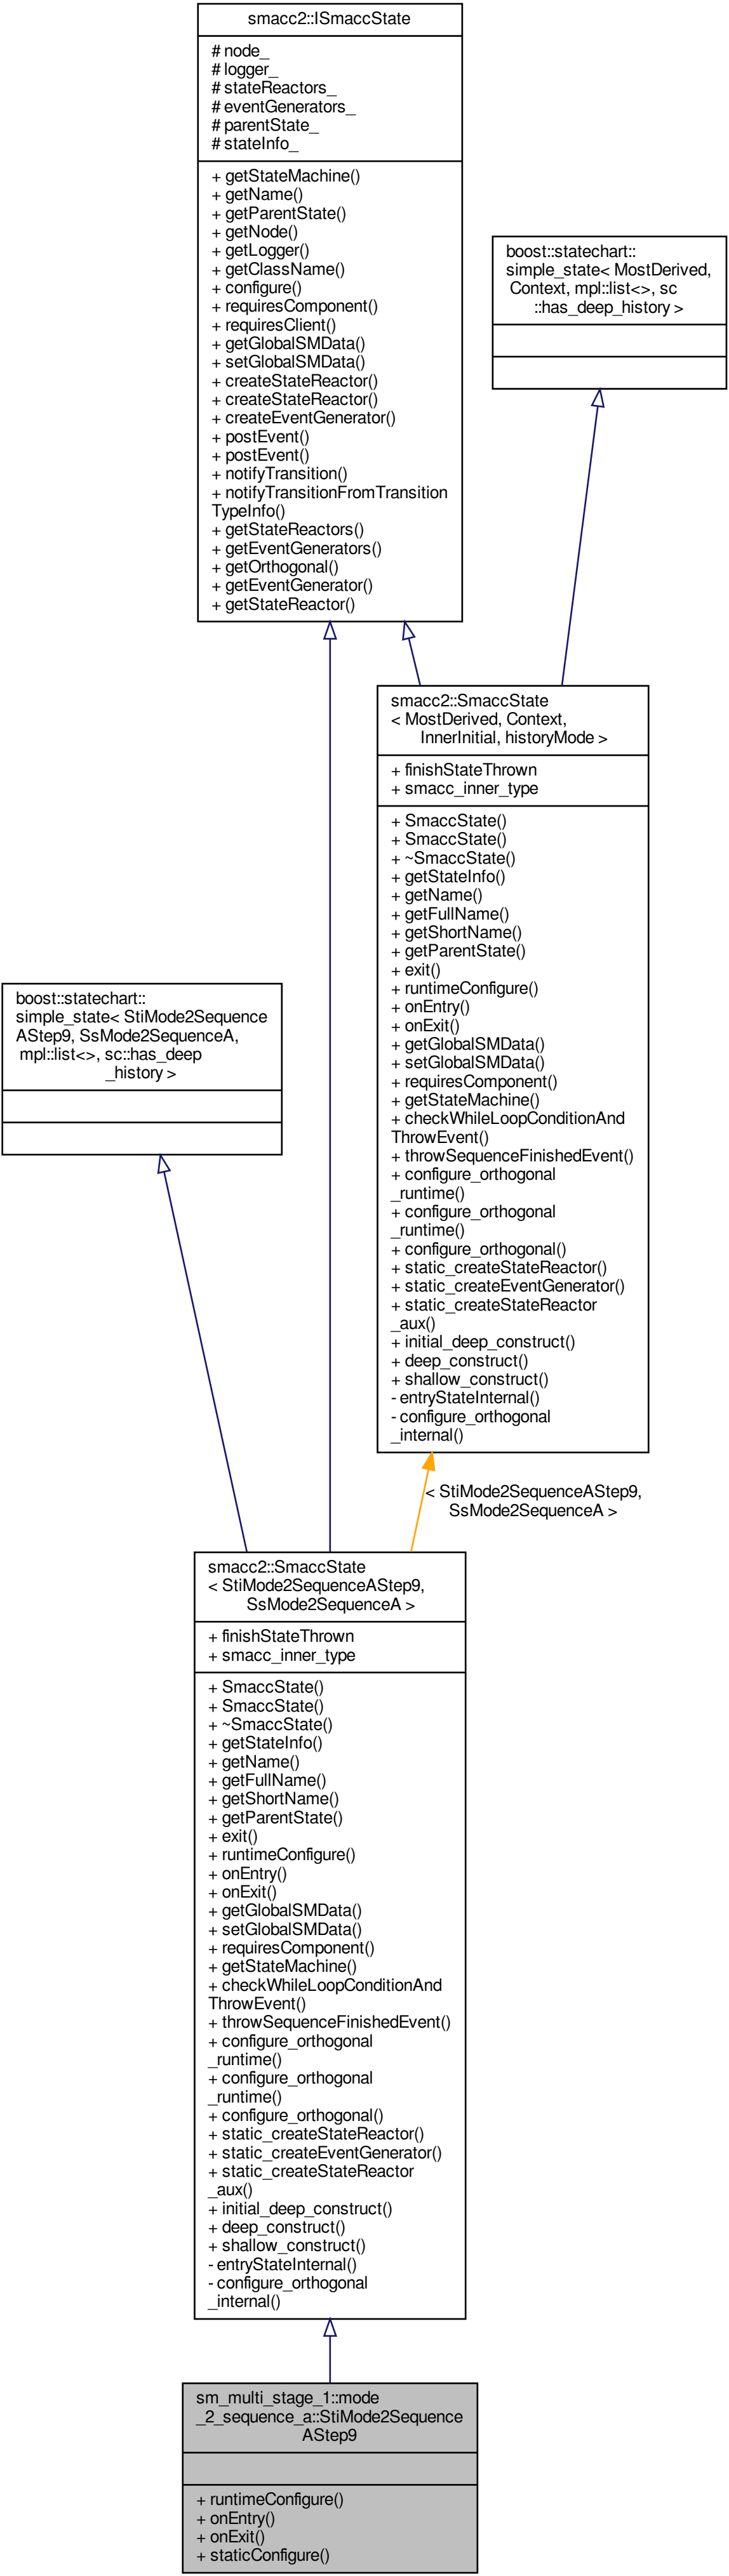 smacc2::ISmaccState
# node_
# logger_
# stateReactors_
# eventGenerators_
# parentState_
# stateInfo_
+ getStateMachine()
+ getName()
+ getParentState()
+ getNode()
+ getLogger()
+ getClassName()
+ configure()
+ requiresComponent()
+ requiresClient()
+ getGlobalSMData()
+ setGlobalSMData()
+ createStateReactor()
+ createStateReactor()
+ createEventGenerator()
+ postEvent()
+ postEvent()
+ notifyTransition()
+ notifyTransitionFromTransition
TypeInfo()
+ getStateReactors()
+ getEventGenerators()
+ getOrthogonal()
+ getEventGenerator()
+ getStateReactor()
boost::statechart::
simple_state< MostDerived,
Context, mpl::list<>, sc
::has_deep_history >
smacc2::SmaccState
< MostDerived, Context,
InnerInitial, historyMode >
+ finishStateThrown
+ smacc_inner_type
+ SmaccState()
+ SmaccState()
+ ~SmaccState()
+ getStateInfo()
+ getName()
+ getFullName()
+ getShortName()
+ getParentState()
+ exit()
+ runtimeConfigure()
+ onEntry()
+ onExit()
+ getGlobalSMData()
+ setGlobalSMData()
+ requiresComponent()
+ getStateMachine()
+ checkWhileLoopConditionAnd
ThrowEvent()
+ throwSequenceFinishedEvent()
+ configure_orthogonal
_runtime()
+ configure_orthogonal
_runtime()
+ configure_orthogonal()
+ static_createStateReactor()
+ static_createEventGenerator()
+ static_createStateReactor
_aux()
+ initial_deep_construct()
+ deep_construct()
+ shallow_construct()
- entryStateInternal()
- configure_orthogonal
_internal()
boost::statechart::
simple_state< StiMode2Sequence
AStep9, SsMode2SequenceA,
mpl::list<>, sc::has_deep
_history >
< StiMode2SequenceAStep9,
SsMode2SequenceA >
smacc2::SmaccState
< StiMode2SequenceAStep9,
SsMode2SequenceA >
+ finishStateThrown
+ smacc_inner_type
+ SmaccState()
+ SmaccState()
+ ~SmaccState()
+ getStateInfo()
+ getName()
+ getFullName()
+ getShortName()
+ getParentState()
+ exit()
+ runtimeConfigure()
+ onEntry()
+ onExit()
+ getGlobalSMData()
+ setGlobalSMData()
+ requiresComponent()
+ getStateMachine()
+ checkWhileLoopConditionAnd
ThrowEvent()
+ throwSequenceFinishedEvent()
+ configure_orthogonal
_runtime()
+ configure_orthogonal
_runtime()
+ configure_orthogonal()
+ static_createStateReactor()
+ static_createEventGenerator()
+ static_createStateReactor
_aux()
+ initial_deep_construct()
+ deep_construct()
+ shallow_construct()
- entryStateInternal()
- configure_orthogonal
_internal()
sm_multi_stage_1::mode
_2_sequence_a::StiMode2Sequence
AStep9
+ runtimeConfigure()
+ onEntry()
+ onExit()
+ staticConfigure()